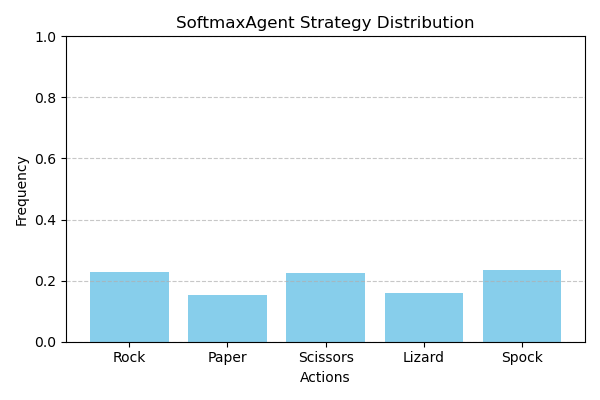 SoftmaxAgent Strategy Distribution
1.0
0.8
0.6
0.4
0.2
0.0
Frequency
Rock Paper Scissors Lizard Spock
Actions